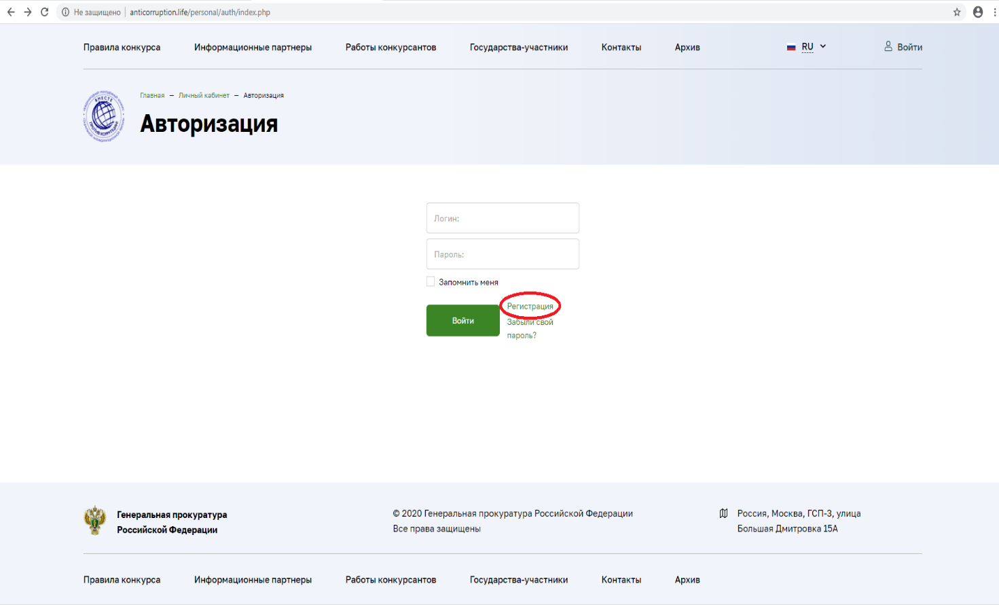 Не защищено | anticorruption.life/personal/auth/index.php
Правила конкурса Информационные партнеры Работы конкурсантов Государства-участники Контакты Архив RU Войти
Главная — Личный кабинет — Авторизация
ВМЕСТЕ
ПРОТИВ КОРРУПЦИИ!
Авторизация
Логин:
Пароль:
Запомнить меня
Регистрация
Войти
Забыли свой
пароль?
Генеральная прокуратура
Российской Федерации
© 2020 Генеральная прокуратура Российской Федерации
Все права защищены
Россия, Москва, ГСП-3, улица
Большая Дмитровка 15А
Правила конкурса Информационные партнеры Работы конкурсантов Государства-участники Контакты Архив